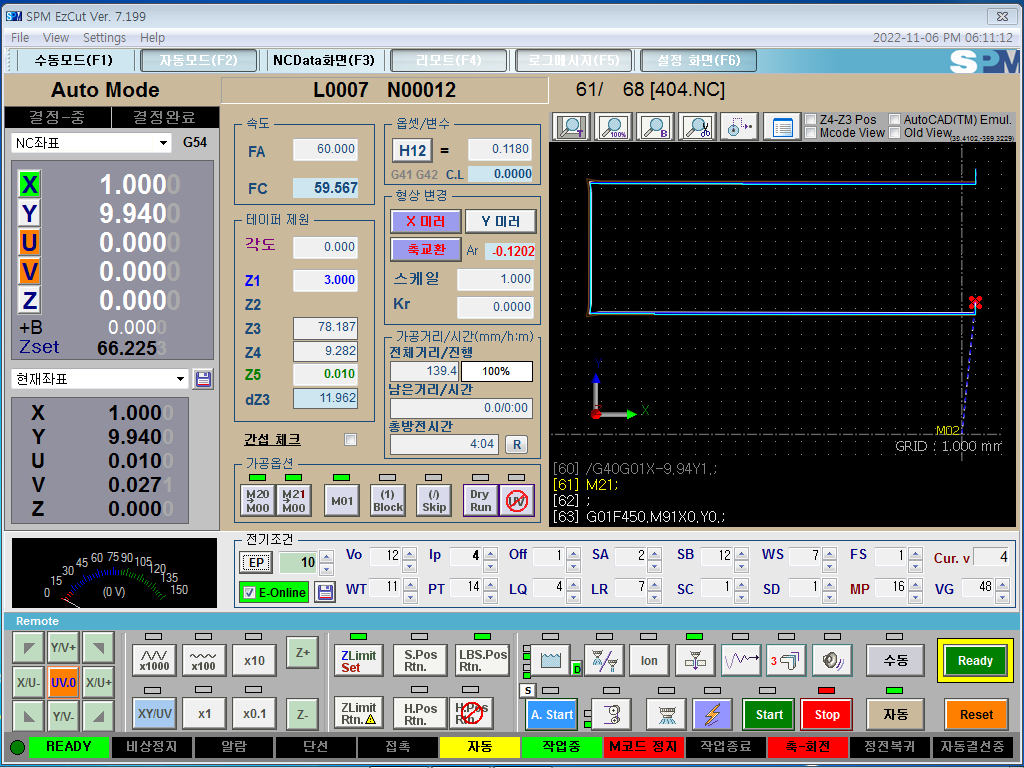 SPM EzCut Ver. 7.199
File View Settings Help
2022-11-06 PM 06:11:12
수동모드(F1) 자동모드(F2) NCData화면(F3) 리모트(F4) 로그메시지(F5) 설정 화면(F6) SPM
Auto Mode
L0007 N00012
61/ 68 [404.NC]
결정-중 결정완료
NC좌표 G54
X 1.0000
Y 9.9400
U 0.0000
V 0.0000
Z 0.0000
+B 0.0000
Zset 66.2253
현재좌표
X 1.0000
Y 9.9400
U 0.0100
V 0.0271
Z 0.0000
속도
FA 60.000
FC 59.567
테이퍼 제원
각도 0.000
Z1 3.000
Z2
Z3 78.187
Z4 9.282
Z5 0.010
dZ3 11.962
간섭 체크
옵셋/변수
H12 = 0.1180
G41 G42 C.L 0.0000
형상 변경
X 미러 Y 미러
축교환 Ar -0.1202
스케일 1.000
Kr 0.0000
가공거리/시간(mm/h:m)
전체거리/진행
139.4 100%
남은거리/시간
0.0/0:00
총방전시간
4:04 R
가공옵션
M20 M00
M21 M00
M01
(1) Block
(/) Skip
Dry Run
UV
T 100% B
Z4-Z3 Pos AutoCAD(TM) Emul.
Mcode View Old View
(39.4102,-369.3229)
Y
X
M02
GRID : 1.000 mm
[60] /G40G01X-9,94Y1,;
[61] M21;
[62] ;
[63] G01F450,M91X0,Y0,;
0 15 30 45 60 75 90 105 120 135 150
(0 V)
전기조건
EP 10 Vo 12 Ip 4 Off 1 SA 2 SB 12 WS 7 FS 1 Cur. v 4
E-Online WT 11 PT 14 LQ 4 LR 7 SC 1 SD 1 MP 16 VG 48
Remote
Y/V+
X/U- UV.0 X/U+
Y/V-
x1000 x100 x10 Z+
XY/UV x1 x0.1 Z-
ZLimit Set
S.Pos Rtn.
LBS.Pos Rtn.
ZLimit Rtn.
H.Pos Rtn.
H.Pos Rtn.
D Ion 3 수동 Ready
S A. Start Start Stop 자동 Reset
READY 비상정지 알람 단선 접촉 자동 작업중 M코드 정지 작업종료 축-회전 정전복귀 자동결선중